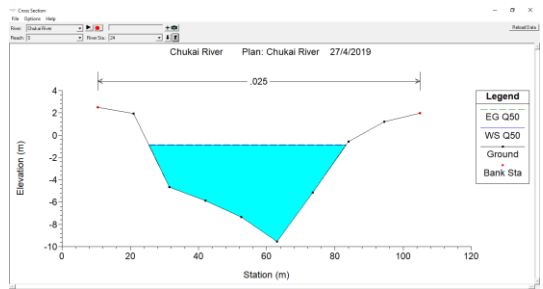 Cross Section
File Options Help
River: Chukai River
Reload Data
Reach: 3 River Sta.: 24
Chukai River Plan: Chukai River 27/4/2019
.025
Legend
EG Q50
WS Q50
Ground
Bank Sta
Elevation (m)
4
2
0
-2
-4
-6
-8
-10
0 20 40 60 80 100 120
Station (m)